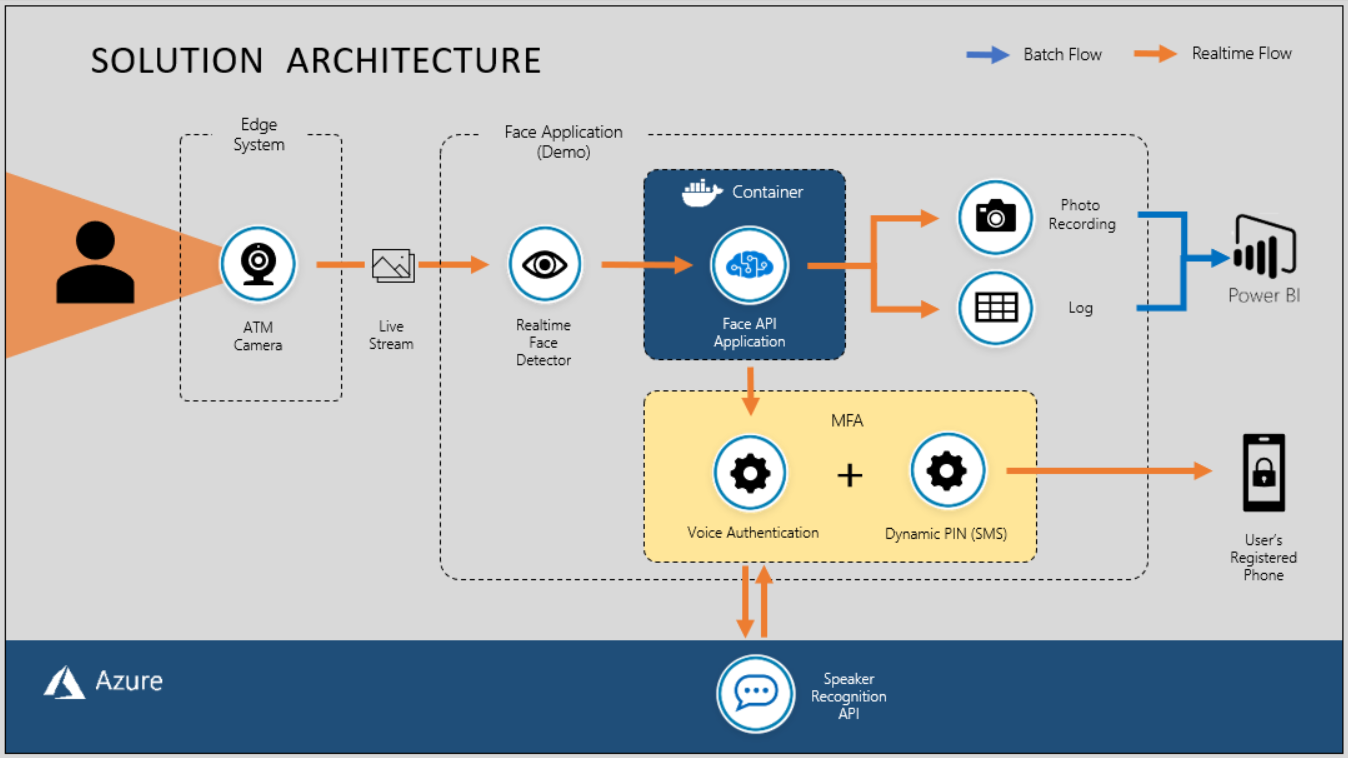 SOLUTION ARCHITECTURE
Batch Flow
Realtime Flow
Edge
System
Face Application
(Demo)
Container
Photo
Recording
Power BI
ATM
Camera
Live
Stream
Realtime
Face
Detector
Face API
Application
Log
MFA
+
Voice Authentication
Dynamic PIN (SMS)
User's
Registered
Phone
Azure
Speaker
Recognition
API